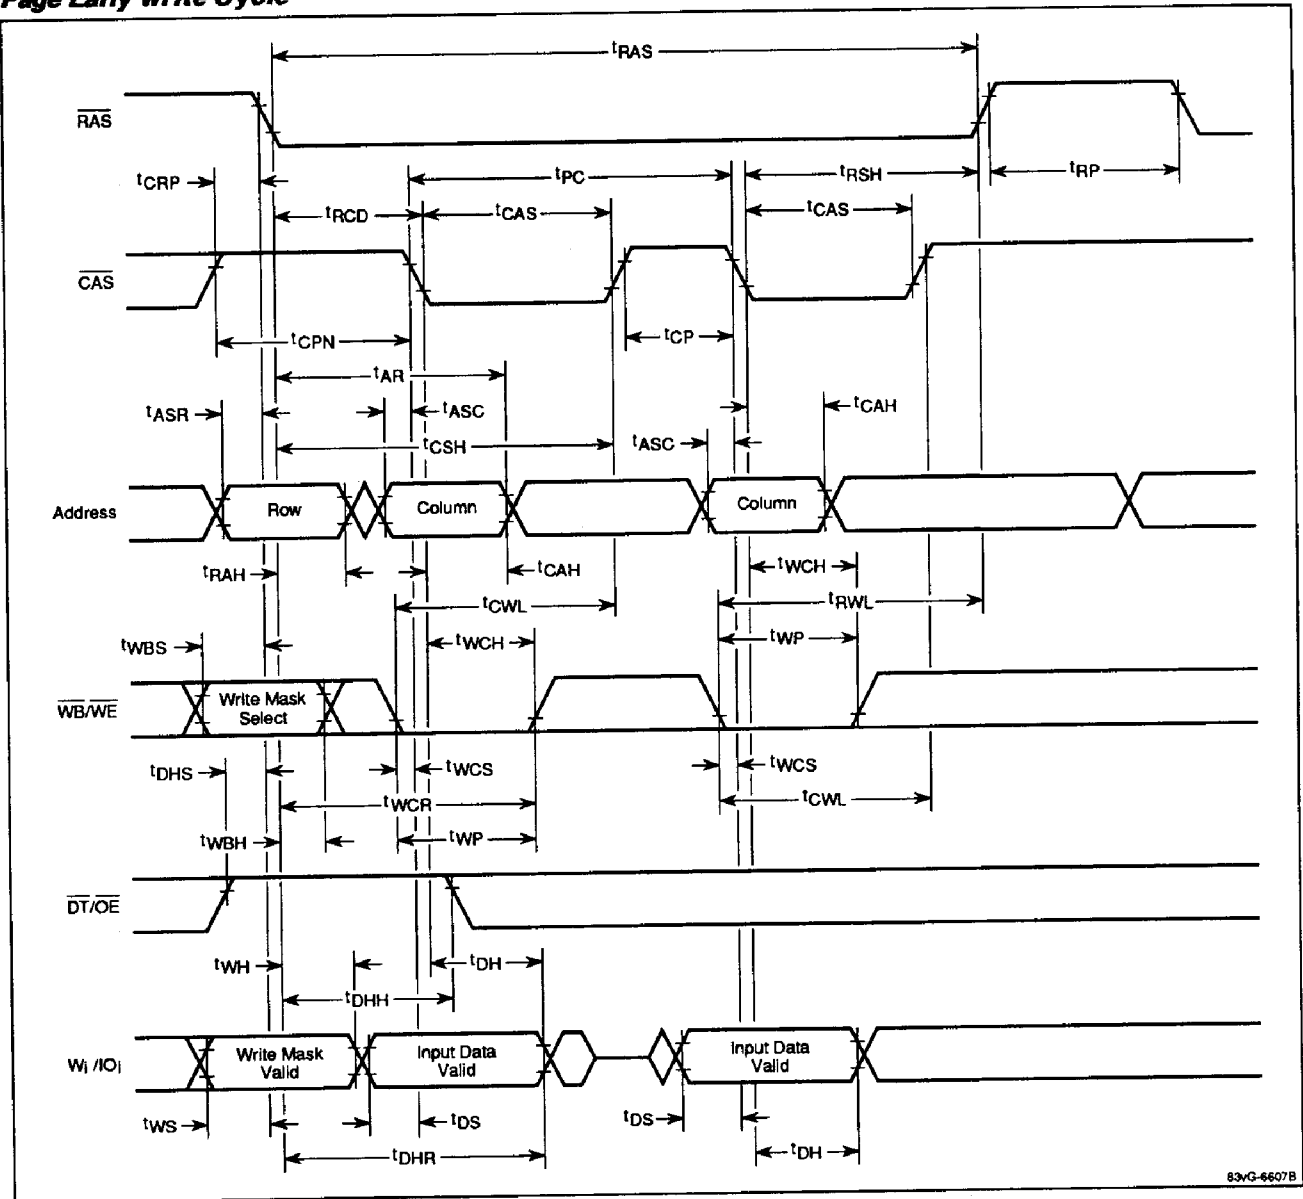 Page Early Write Cycle
tRAS
RAS
tCRP
tPC
tRSH
tRP
tRCD
tCAS
tCAS
CAS
tCPN
tCP
tAR
tASR
tASC
tCAH
tCSH
tASC
Address
Row
Column
Column
tRAH
tCAH
tWCH
tCWL
tRWL
tWBS
tWCH
tWP
WB/WE
Write Mask
Select
tDHS
tWCS
tWCS
tWCR
tCWL
tWBH
tWP
DT/OE
tWH
tDH
tDHH
Wi /IOi
Write Mask
Valid
Input Data
Valid
Input Data
Valid
tWS
tDS
tDS
tDHR
tDH
83vG-6607B